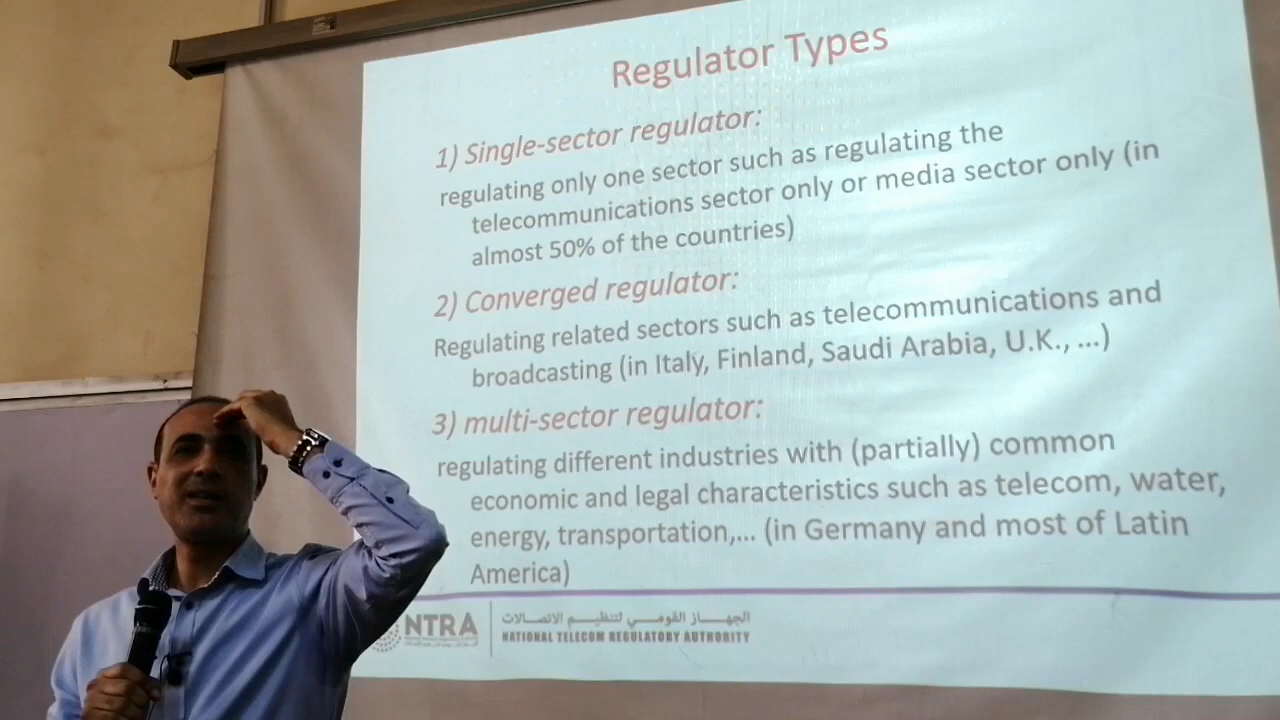 Regulator Types
1) Single-sector regulator:
regulating only one sector such as regulating the
telecommunications sector only or media sector only (in
almost 50% of the countries)
2) Converged regulator:
Regulating related sectors such as telecommunications and
broadcasting (in Italy, Finland, Saudi Arabia, U.K., ...)
3) multi-sector regulator:
regulating different industries with (partially) common
economic and legal characteristics such as telecom, water,
energy, transportation,... (in Germany and most of Latin
America)
NTRA
الجهاز القومي لتنظيم الاتصالات
NATIONAL TELECOM REGULATORY AUTHORITY